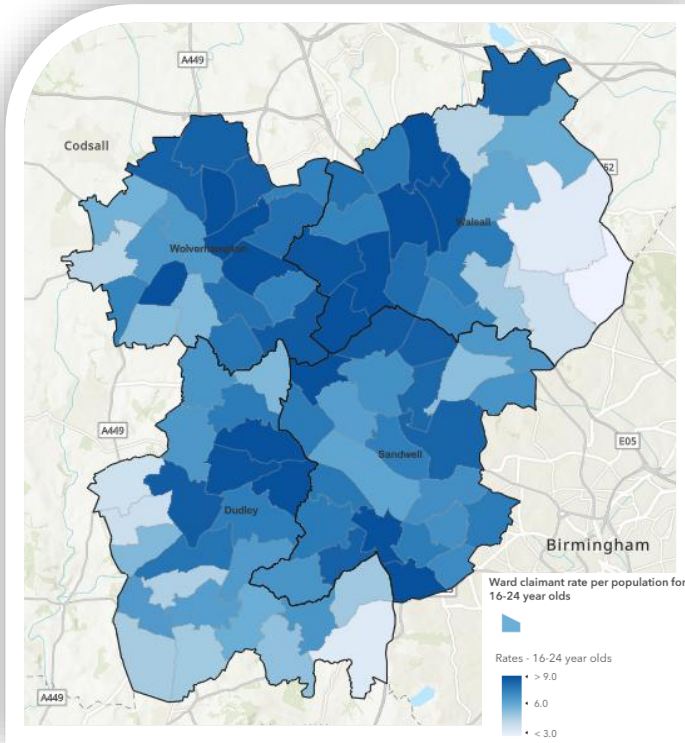 A449
Codsall
Walsall
Wolverhampton
A449
Sandwell
E05
Dudley
Birmingham
Ward claimant rate per population for
16-24 year olds
Rates - 16-24 year olds
> 9.0
6.0
< 3.0
A449